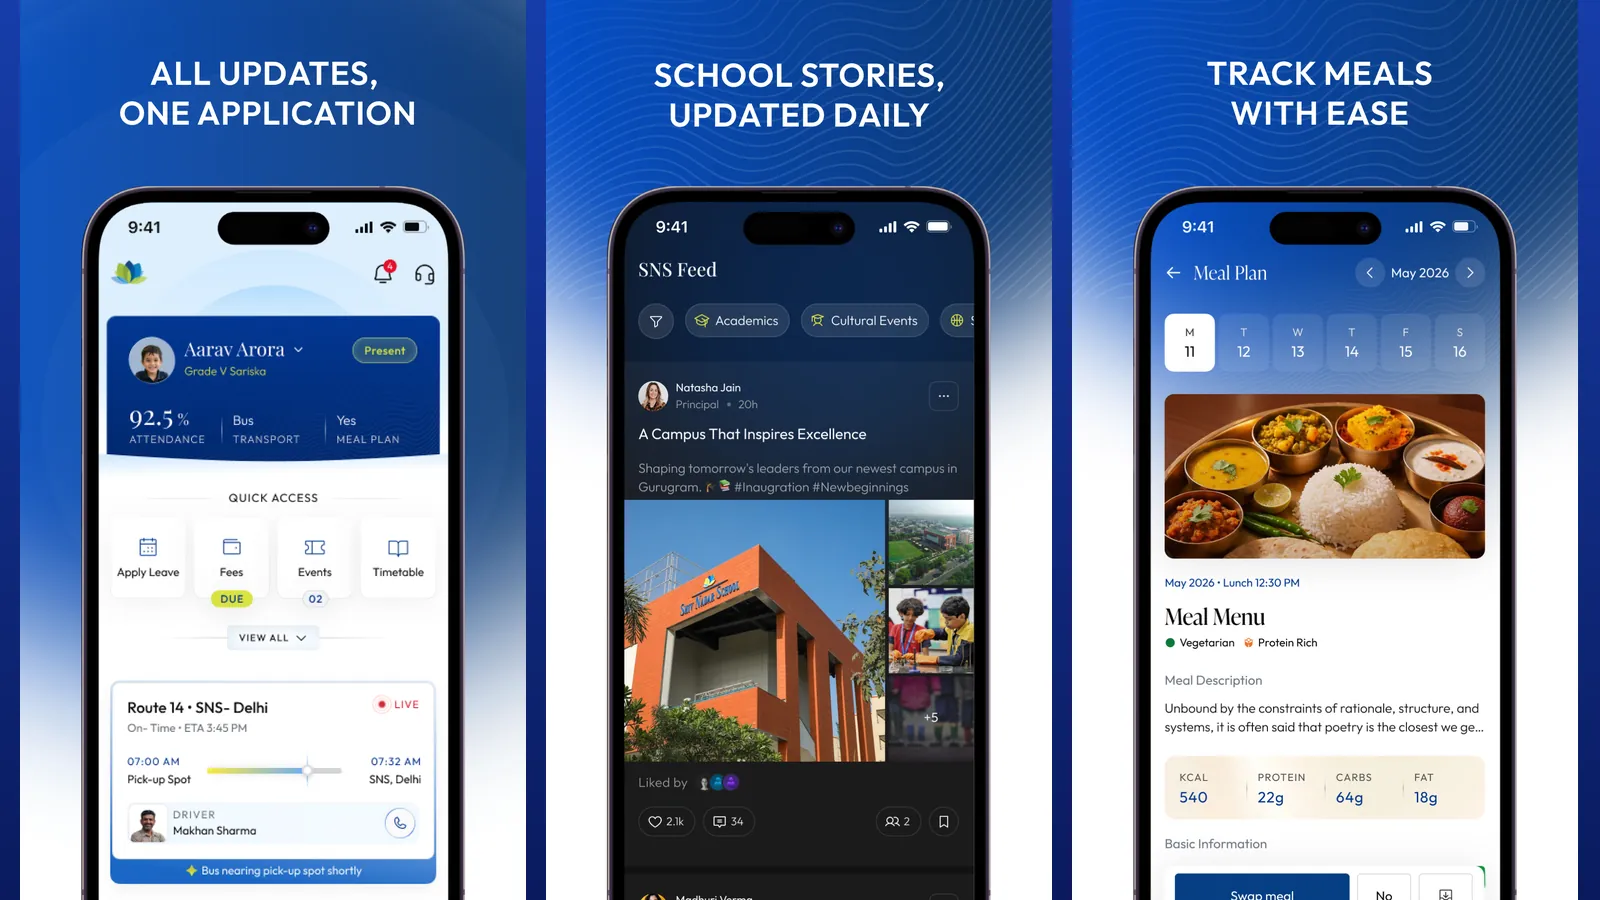 ALL UPDATES,
ONE APPLICATION
9:41
4
Aarav Arora
Present
Grade V Sariska
92.5 %
ATTENDANCE
Bus
TRANSPORT
Yes
MEAL PLAN
QUICK ACCESS
Apply Leave
Fees
Events
Timetable
DUE
02
VIEW ALL
Route 14 • SNS- Delhi
LIVE
On- Time • ETA 3:45 PM
07:00 AM
07:32 AM
Pick-up Spot
SNS, Delhi
DRIVER
Makhan Sharma
Bus nearing pick-up spot shortly
SCHOOL STORIES,
UPDATED DAILY
9:41
SNS Feed
Academics
Cultural Events
S
Natasha Jain
Principal • 20h
A Campus That Inspires Excellence
Shaping tomorrow's leaders from our newest campus in
Gurugram. 🎓📚 #Inaugration #Newbeginnings
SHIV NADAR SCHOOL
+5
Liked by
2.1k
34
2
Madhuri Verma
TRACK MEALS
WITH EASE
9:41
Meal Plan
May 2026
M
11
T
12
W
13
T
14
F
15
S
16
May 2026 • Lunch 12:30 PM
Meal Menu
Vegetarian
Protein Rich
Meal Description
Unbound by the constraints of rationale, structure, and
systems, it is often said that poetry is the closest we ge...
KCAL
540
PROTEIN
22g
CARBS
64g
FAT
18g
Basic Information
Swap meal
No